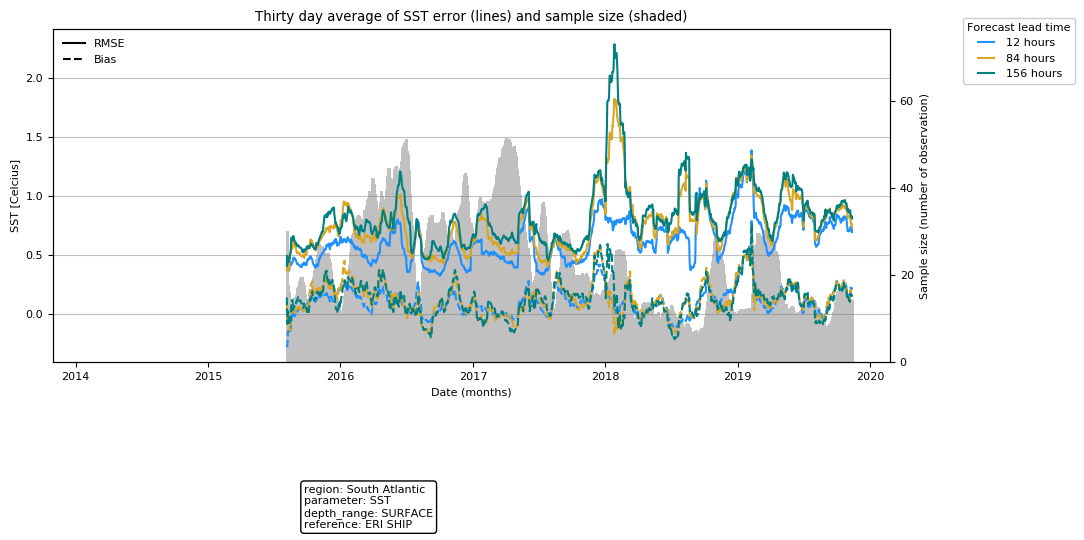 Thirty day average of SST error (lines) and sample size (shaded)
Forecast lead time
12 hours
84 hours
156 hours
RMSE
Bias
SST [Celcius]
2.0
1.5
1.0
0.5
0.0
Sample size (number of observation)
60
40
20
0
2014 2015 2016 2017 2018 2019 2020
Date (months)
region: South Atlantic
parameter: SST
depth_range: SURFACE
reference: ERI SHIP